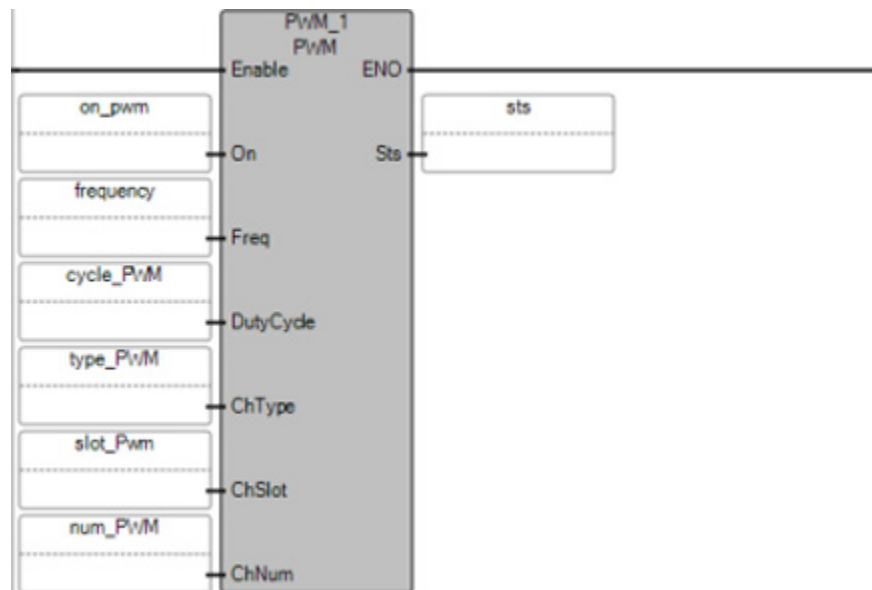 PWM_1
PWM
Enable ENO
on_pwm
sts
On Sts
frequency
Freq
cycle_PWM
DutyCycle
type_PWM
ChType
slot_Pwm
ChSlot
num_PWM
ChNum